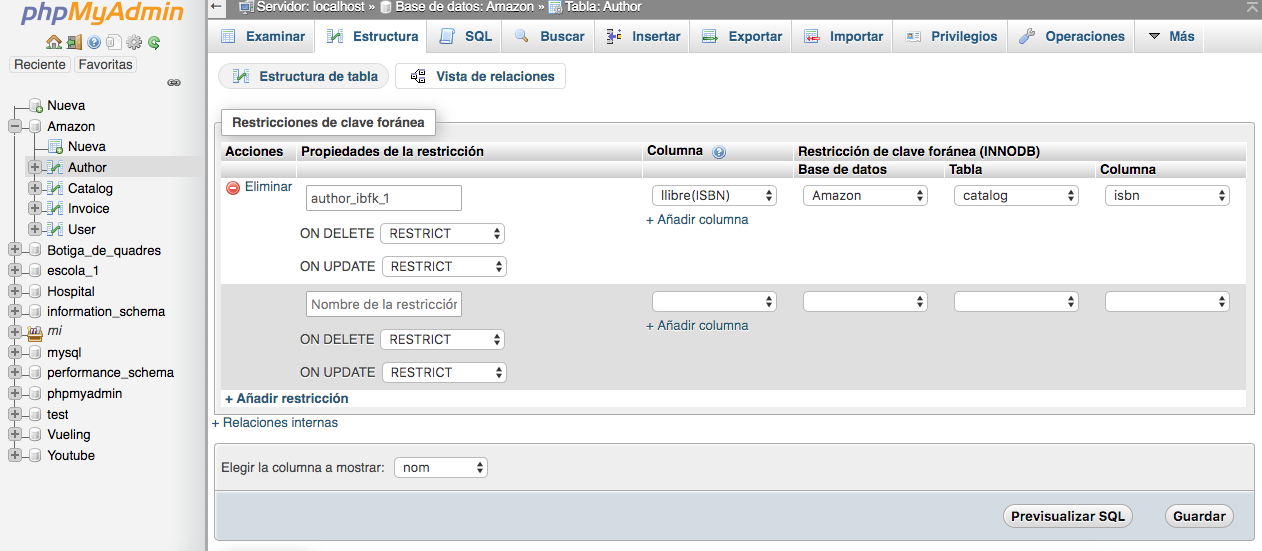 phpMyAdmin
Reciente Favoritas
Nueva
Amazon
Nueva
Author
Catalog
Invoice
User
Botiga_de_quadres
escola_1
Hospital
information_schema
mi
mysql
performance_schema
phpmyadmin
test
Vueling
Youtube
Servidor: localhost » Base de datos: Amazon » Tabla: Author
Examinar Estructura SQL Buscar Insertar Exportar Importar Privilegios Operaciones Más
Estructura de tabla Vista de relaciones
Restricciones de clave foránea
Acciones Propiedades de la restricción Columna Restricción de clave foránea (INNODB)
Base de datos Tabla Columna
Eliminar author_ibfk_1 llibre(ISBN) Amazon catalog isbn
+ Añadir columna
ON DELETE RESTRICT
ON UPDATE RESTRICT
Nombre de la restricción
+ Añadir columna
ON DELETE RESTRICT
ON UPDATE RESTRICT
+ Añadir restricción
+ Relaciones internas
Elegir la columna a mostrar: nom
Previsualizar SQL Guardar